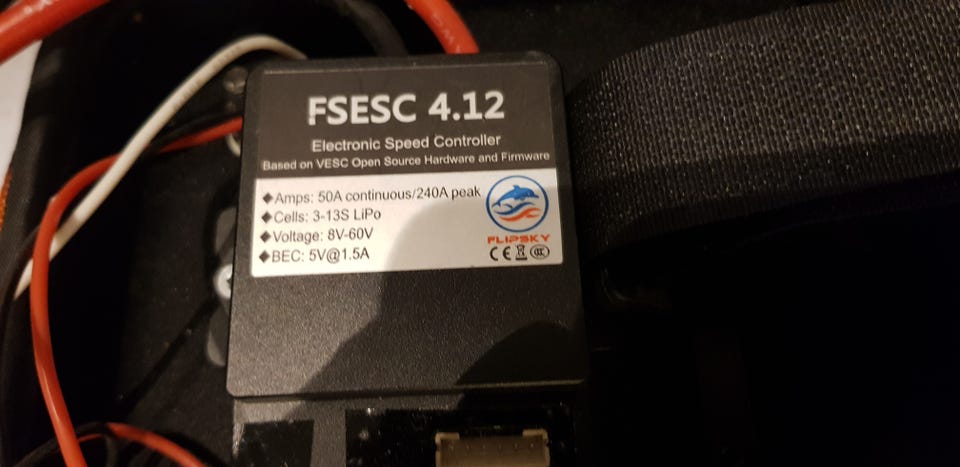 FSESC 4.12
Electronic Speed Controller
Based on VESC Open Source Hardware and Firmware
◆Amps: 50A continuous/240A peak
◆Cells: 3-13S LiPo
◆Voltage: 8V-60V
◆BEC: 5V@1.5A
FLIPSKY
CE